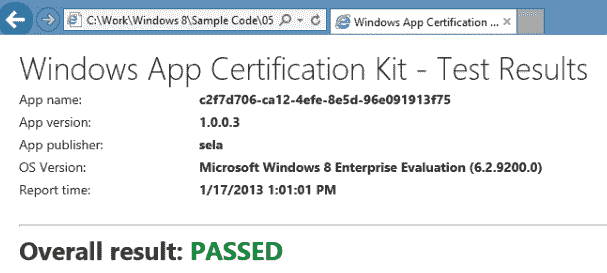 C:\Work\Windows 8\Sample Code\05
Windows App Certification ...
Windows App Certification Kit - Test Results
App name: c2f7d706-ca12-4efe-8e5d-96e091913f75
App version: 1.0.0.3
App publisher: sela
OS Version: Microsoft Windows 8 Enterprise Evaluation (6.2.9200.0)
Report time: 1/17/2013 1:01:01 PM
Overall result: PASSED